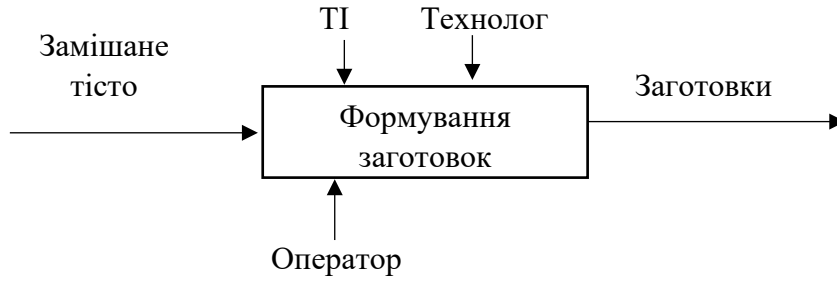 ТІ
Технолог
Замішане
тісто
Формування
заготовок
Заготовки
Оператор